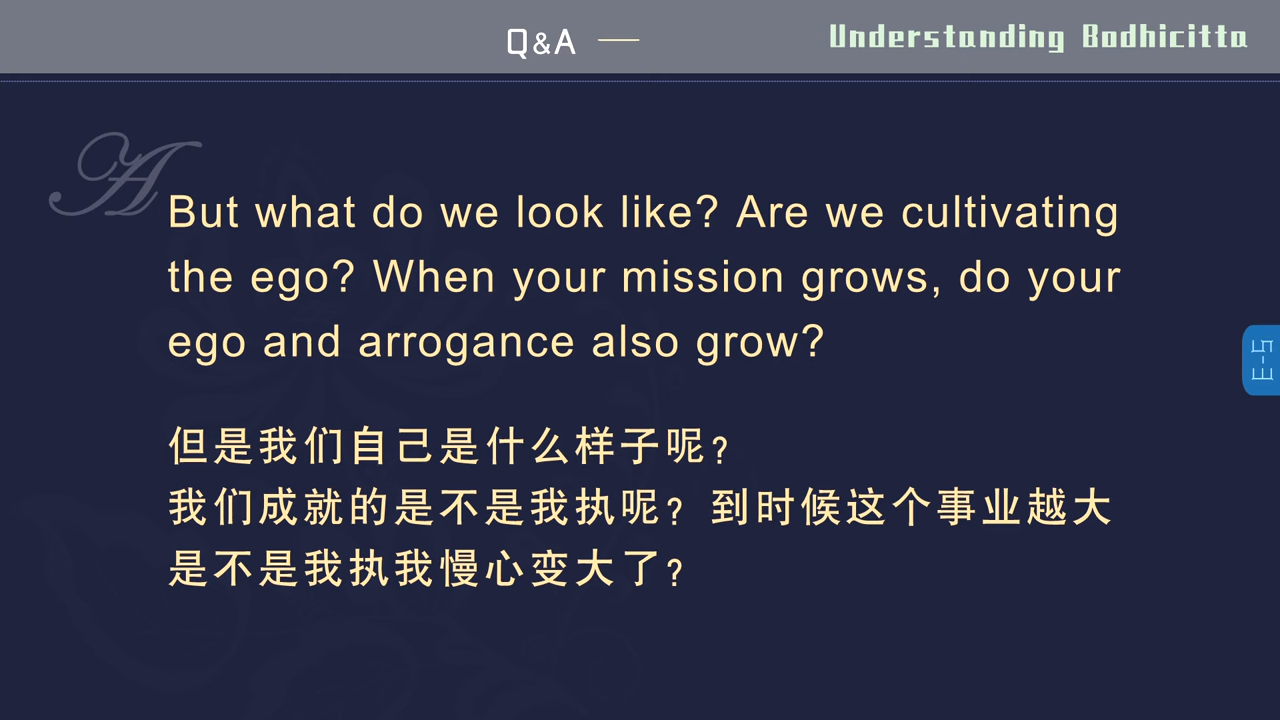 Q&A
Understanding Bodhicitta
A
But what do we look like? Are we cultivating
the ego? When your mission grows, do your
ego and arrogance also grow?
但是我们自己是什么样子呢?
我们成就的是不是我执呢? 到时候这个事业越大
是不是我执我慢心变大了?
E-5